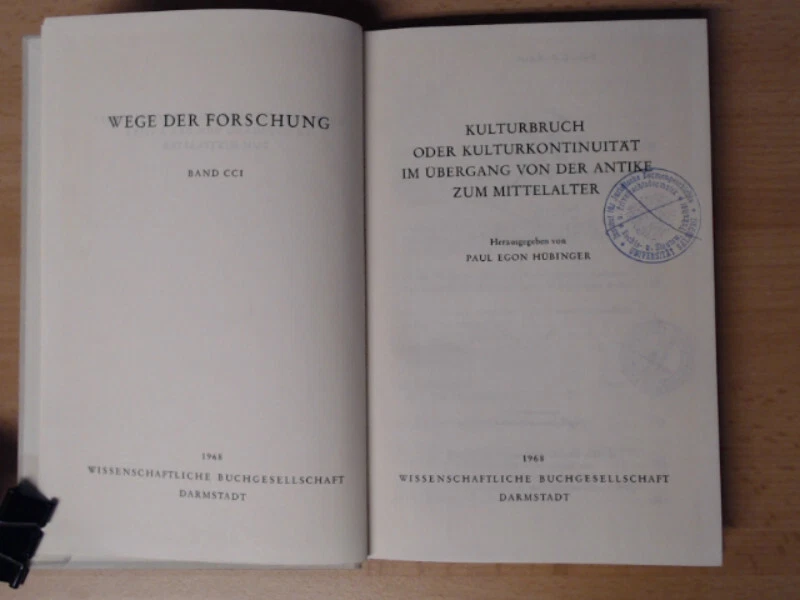 WEGE DER FORSCHUNG
BAND CCI
1968
WISSENSCHAFTLICHE BUCHGESELLSCHAFT
DARMSTADT
KULTURBRUCH
ODER KULTURKONTINUITÄT
IM ÜBERGANG VON DER ANTIKE
ZUM MITTELALTER
Herausgegeben von
PAUL EGON HÜBINGER
1968
WISSENSCHAFTLICHE BUCHGESELLSCHAFT
DARMSTADT
UNIVERSITÄT